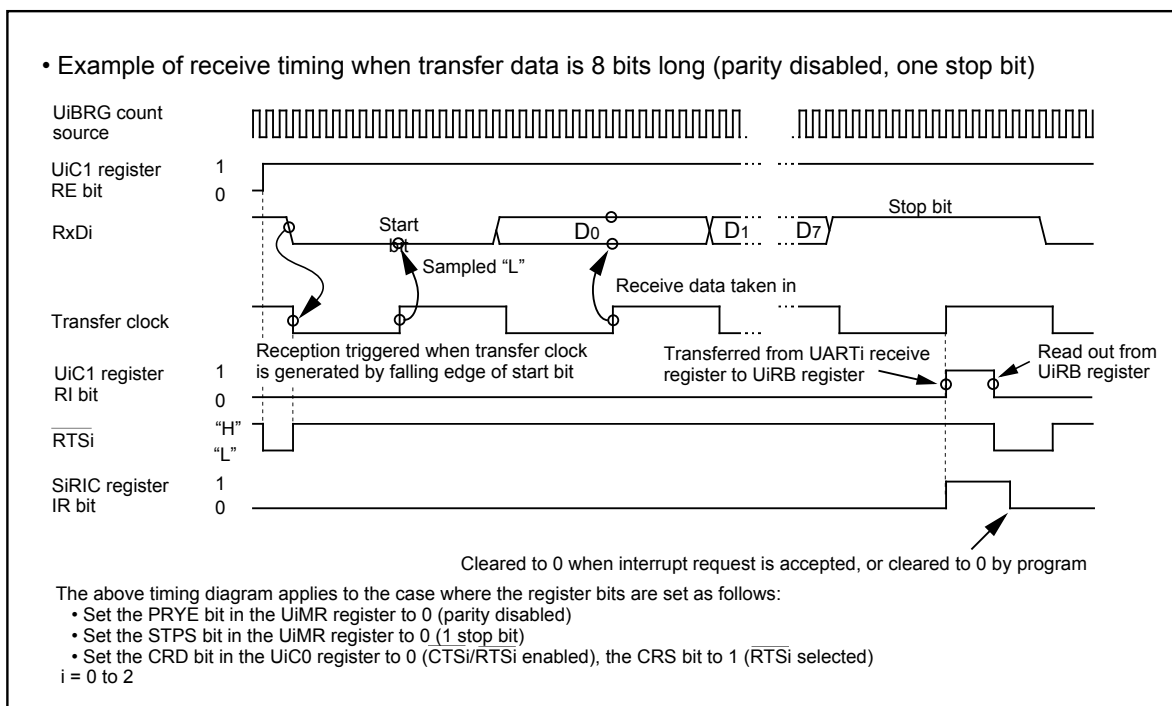 • Example of receive timing when transfer data is 8 bits long (parity disabled, one stop bit)
UiBRG count
source
UiC1 register
RE bit
1
0
RxDi
Start
bit
D0
D1
D7
Stop bit
Sampled “L”
Receive data taken in
Transfer clock
Reception triggered when transfer clock
is generated by falling edge of start bit
Transferred from UARTi receive
register to UiRB register
Read out from
UiRB register
UiC1 register
RI bit
1
0
RTSi
“H”
“L”
SiRIC register
IR bit
1
0
Cleared to 0 when interrupt request is accepted, or cleared to 0 by program
The above timing diagram applies to the case where the register bits are set as follows:
• Set the PRYE bit in the UiMR register to 0 (parity disabled)
• Set the STPS bit in the UiMR register to 0 (1 stop bit)
• Set the CRD bit in the UiC0 register to 0 (CTSi/RTSi enabled), the CRS bit to 1 (RTSi selected)
i = 0 to 2